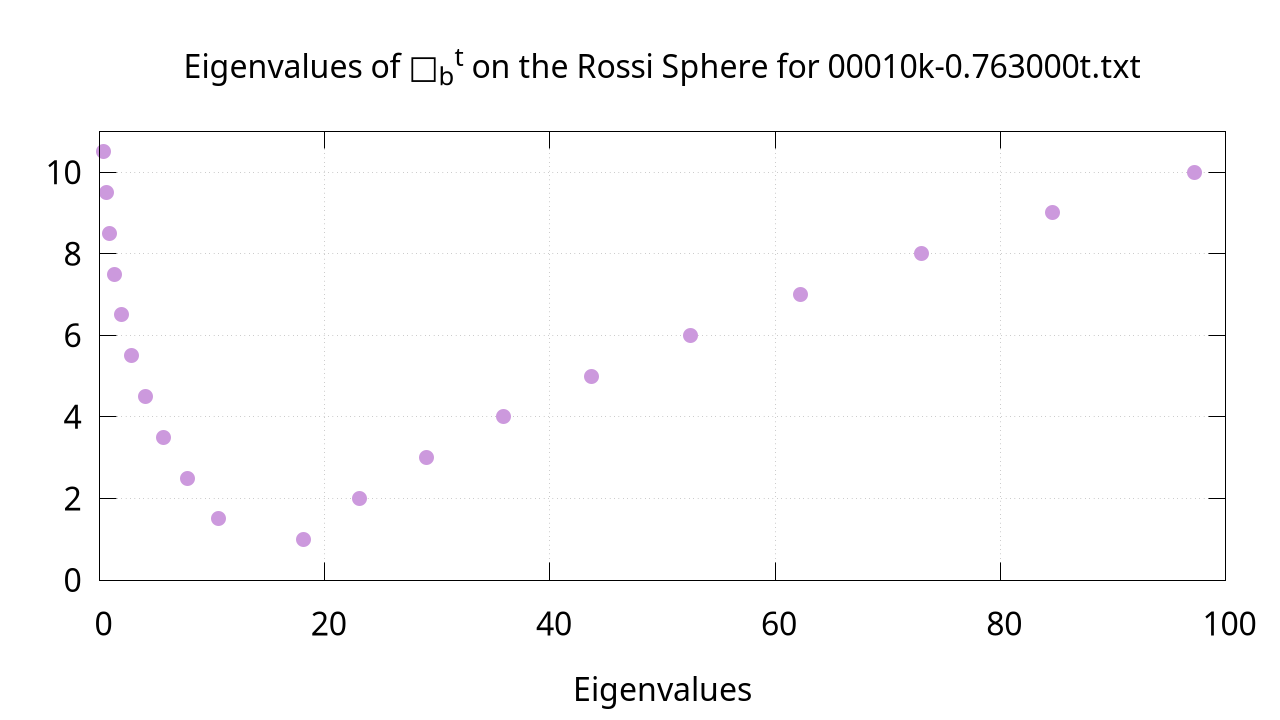 Eigenvalues of □_b^t on the Rossi Sphere for 00010k-0.763000t.txt
10
8
6
4
2
0
0 20 40 60 80 100
Eigenvalues